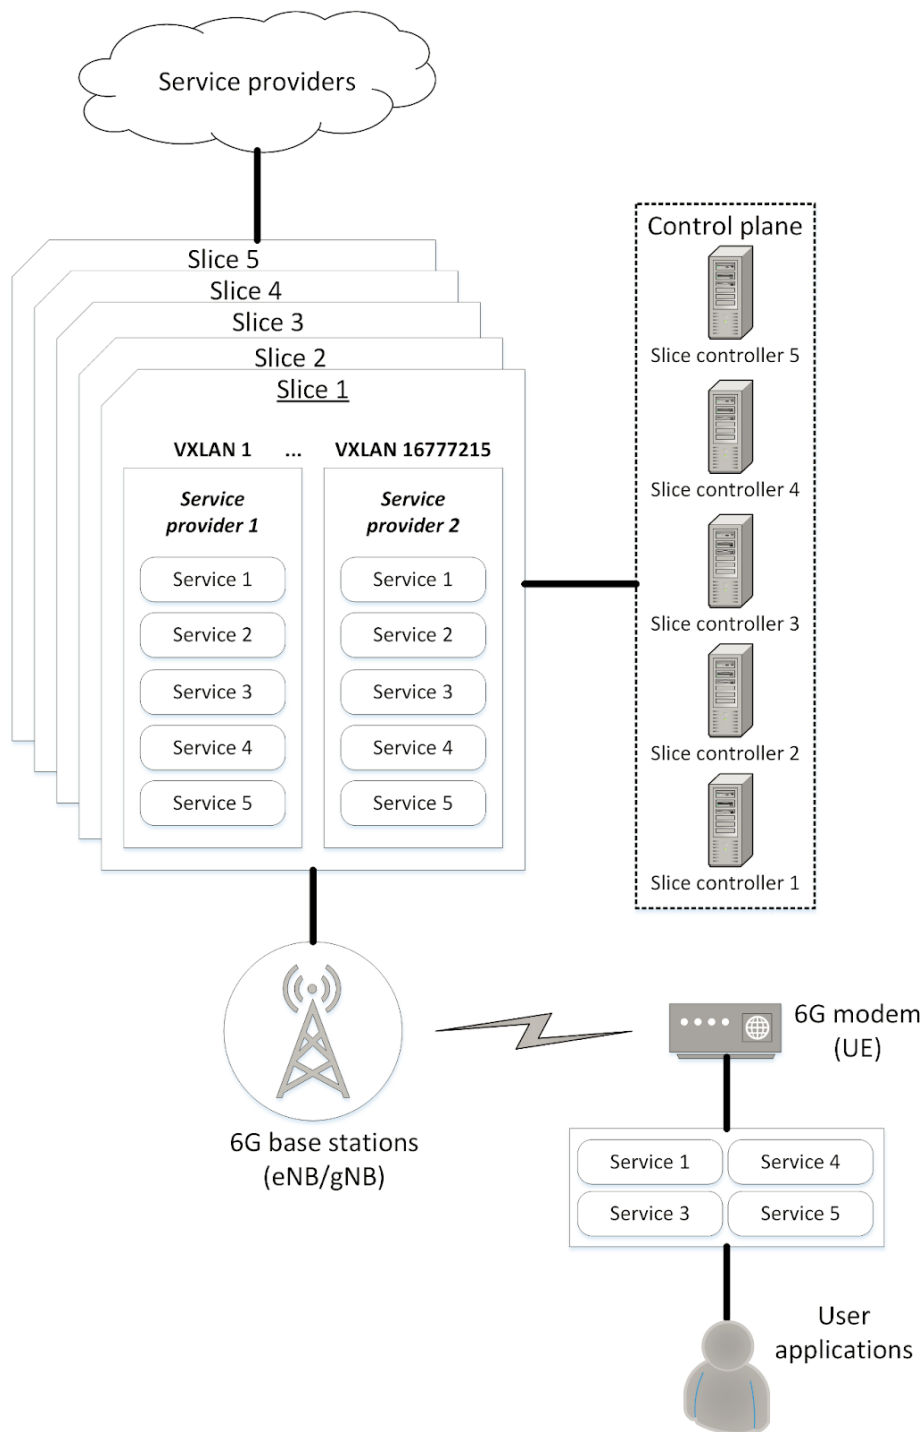 Service providers
Control plane
Slice controller 5
Slice controller 4
Slice controller 3
Slice controller 2
Slice controller 1
Slice 5
Slice 4
Slice 3
Slice 2
Slice 1
VXLAN 1 ... VXLAN 16777215
Service
provider 1
Service 1
Service 2
Service 3
Service 4
Service 5
Service
provider 2
Service 1
Service 2
Service 3
Service 4
Service 5
6G base stations
(eNB/gNB)
6G modem
(UE)
Service 1
Service 4
Service 3
Service 5
User
applications